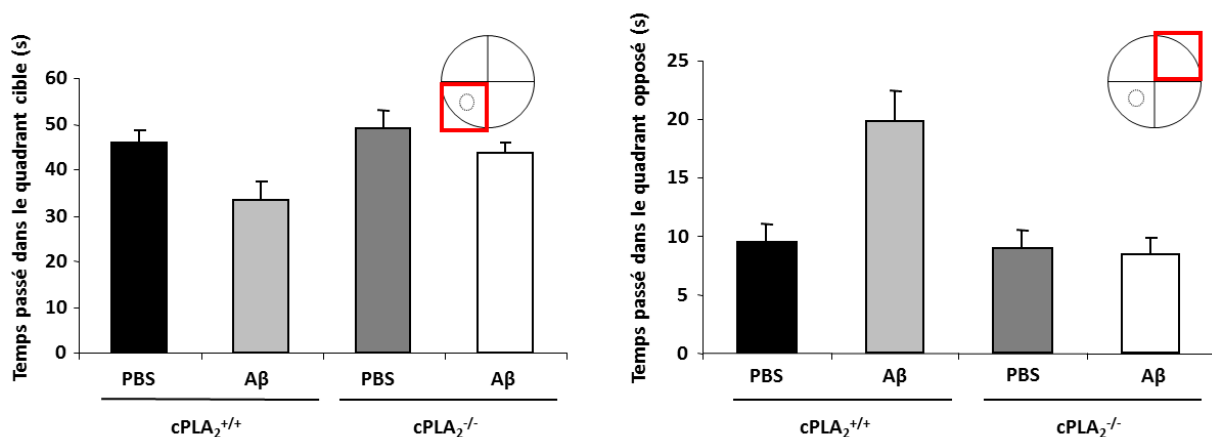 Temps passé dans le quadrant cible (s)
60
50
40
30
20
10
0
PBS
Aβ
PBS
Aβ
cPLA₂⁺/⁺
cPLA₂⁻/⁻
Temps passé dans le quadrant opposé (s)
25
20
15
10
5
0
PBS
Aβ
PBS
Aβ
cPLA₂⁺/⁺
cPLA₂⁻/⁻